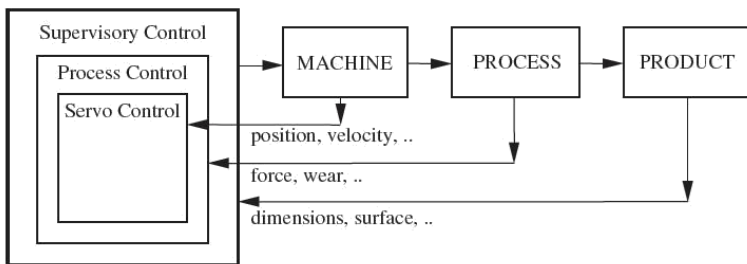 Supervisory Control
Process Control
Servo Control
MACHINE
PROCESS
PRODUCT
position, velocity, ..
force, wear, ..
dimensions, surface, ..